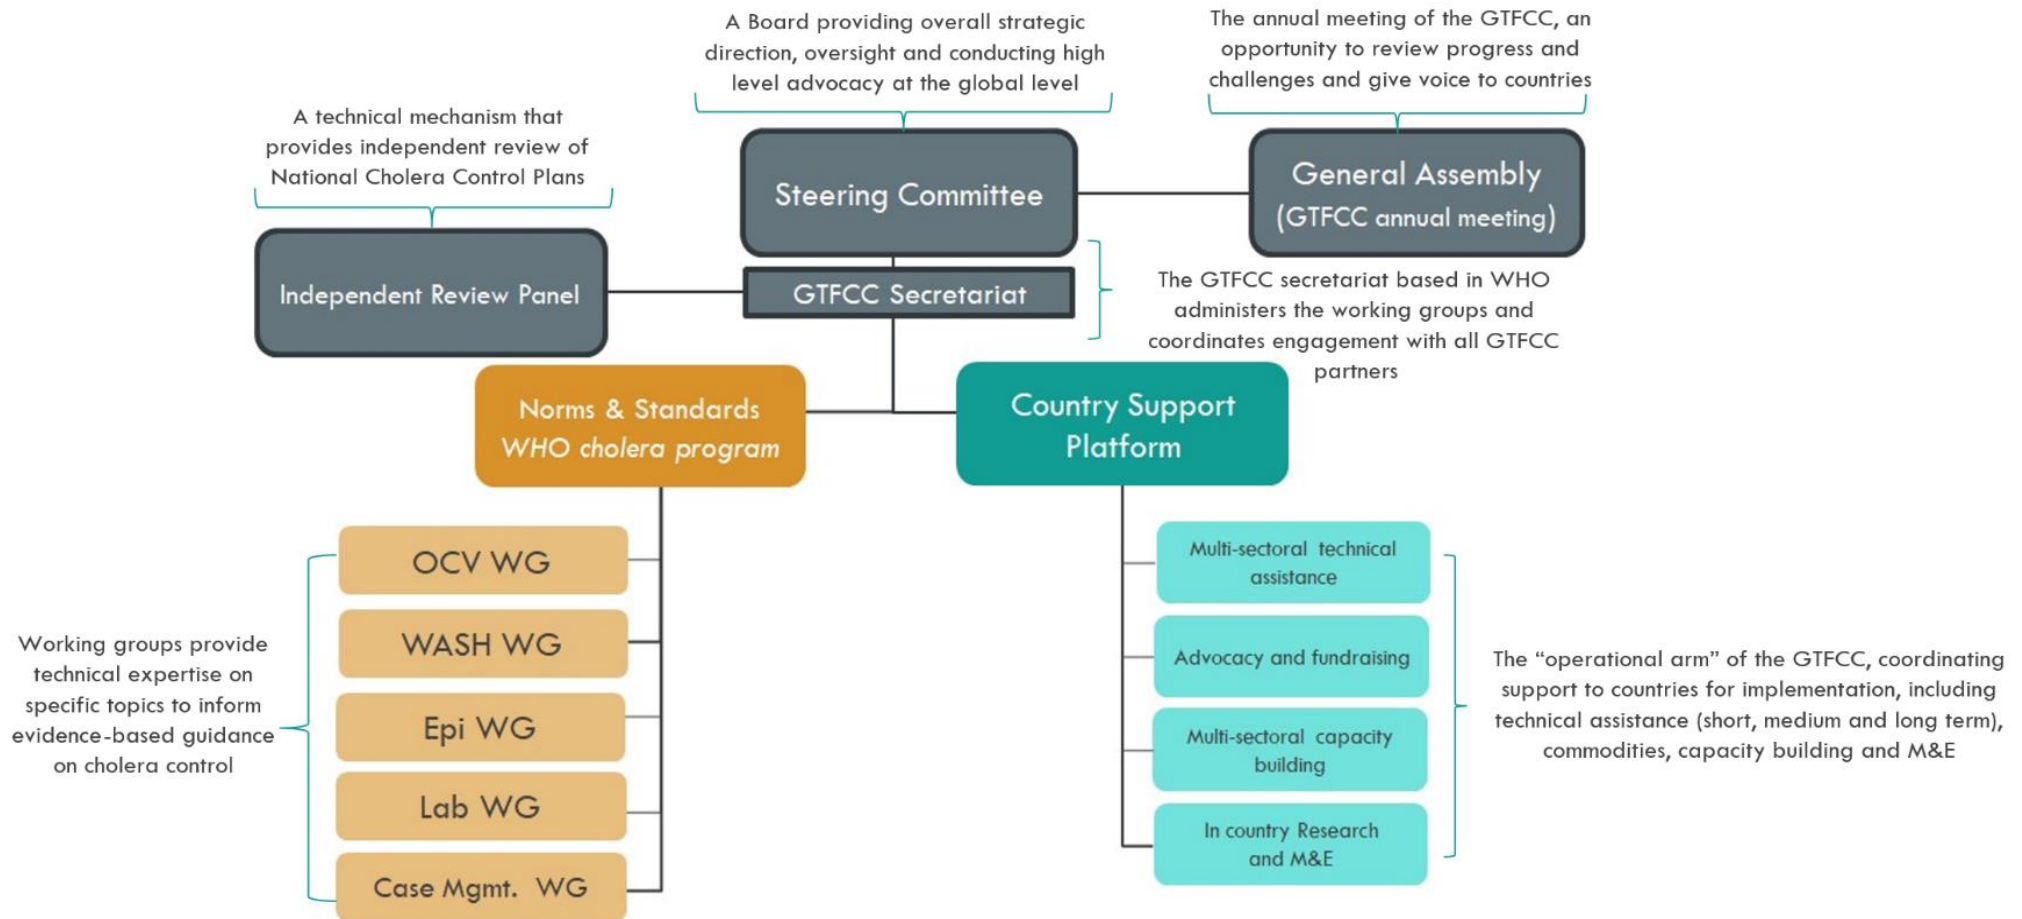 A Board providing overall strategic
direction, oversight and conducting high
level advocacy at the global level
The annual meeting of the GTFCC, an
opportunity to review progress and
challenges and give voice to countries
A technical mechanism that
provides independent review of
National Cholera Control Plans
Steering Committee
General Assembly
(GTFCC annual meeting)
Independent Review Panel
GTFCC Secretariat
The GTFCC secretariat based in WHO
administers the working groups and
coordinates engagement with all GTFCC
partners
Norms & Standards
WHO cholera program
Country Support
Platform
Working groups provide
technical expertise on
specific topics to inform
evidence-based guidance
on cholera control
OCV WG
WASH WG
Epi WG
Lab WG
Case Mgmt. WG
Multi-sectoral technical
assistance
Advocacy and fundraising
Multi-sectoral capacity
building
In country Research
and M&E
The “operational arm” of the GTFCC, coordinating
support to countries for implementation, including
technical assistance (short, medium and long term),
commodities, capacity building and M&E